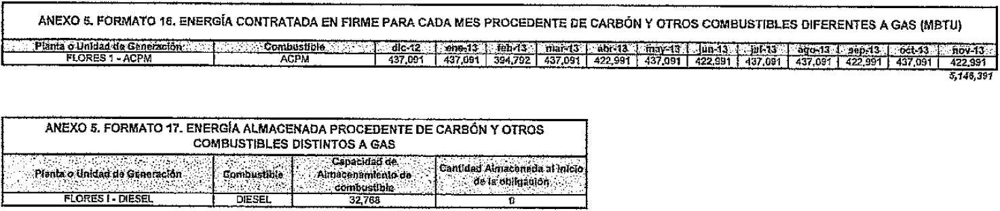 ANEXO 5. FORMATO 16. ENERGÍA CONTRATADA EN FIRME PARA CADA MES PROCEDENTE DE CARBÓN Y OTROS COMBUSTIBLES DIFERENTES A GAS (MBTU)
Planta o Unidad de Generación Combustible dic-12 ene-13 feb-13 mar-13 abr-13 may-13 jun-13 jul-13 ago-13 sep-13 oct-13 nov-13
FLORES 1 - ACPM ACPM 437,091 437,091 394,792 437,091 422,991 437,091 422,991 437,091 437,091 422,991 437,091 422,991
5,146,391
ANEXO 5. FORMATO 17. ENERGÍA ALMACENADA PROCEDENTE DE CARBÓN Y OTROS
COMBUSTIBLES DISTINTOS A GAS
Planta o Unidad de Generación Combustible Capacidad de Almacenamiento de combustible Cantidad Almacenada al inicio de la obligación
FLORES I - DIESEL DIESEL 32,768 0